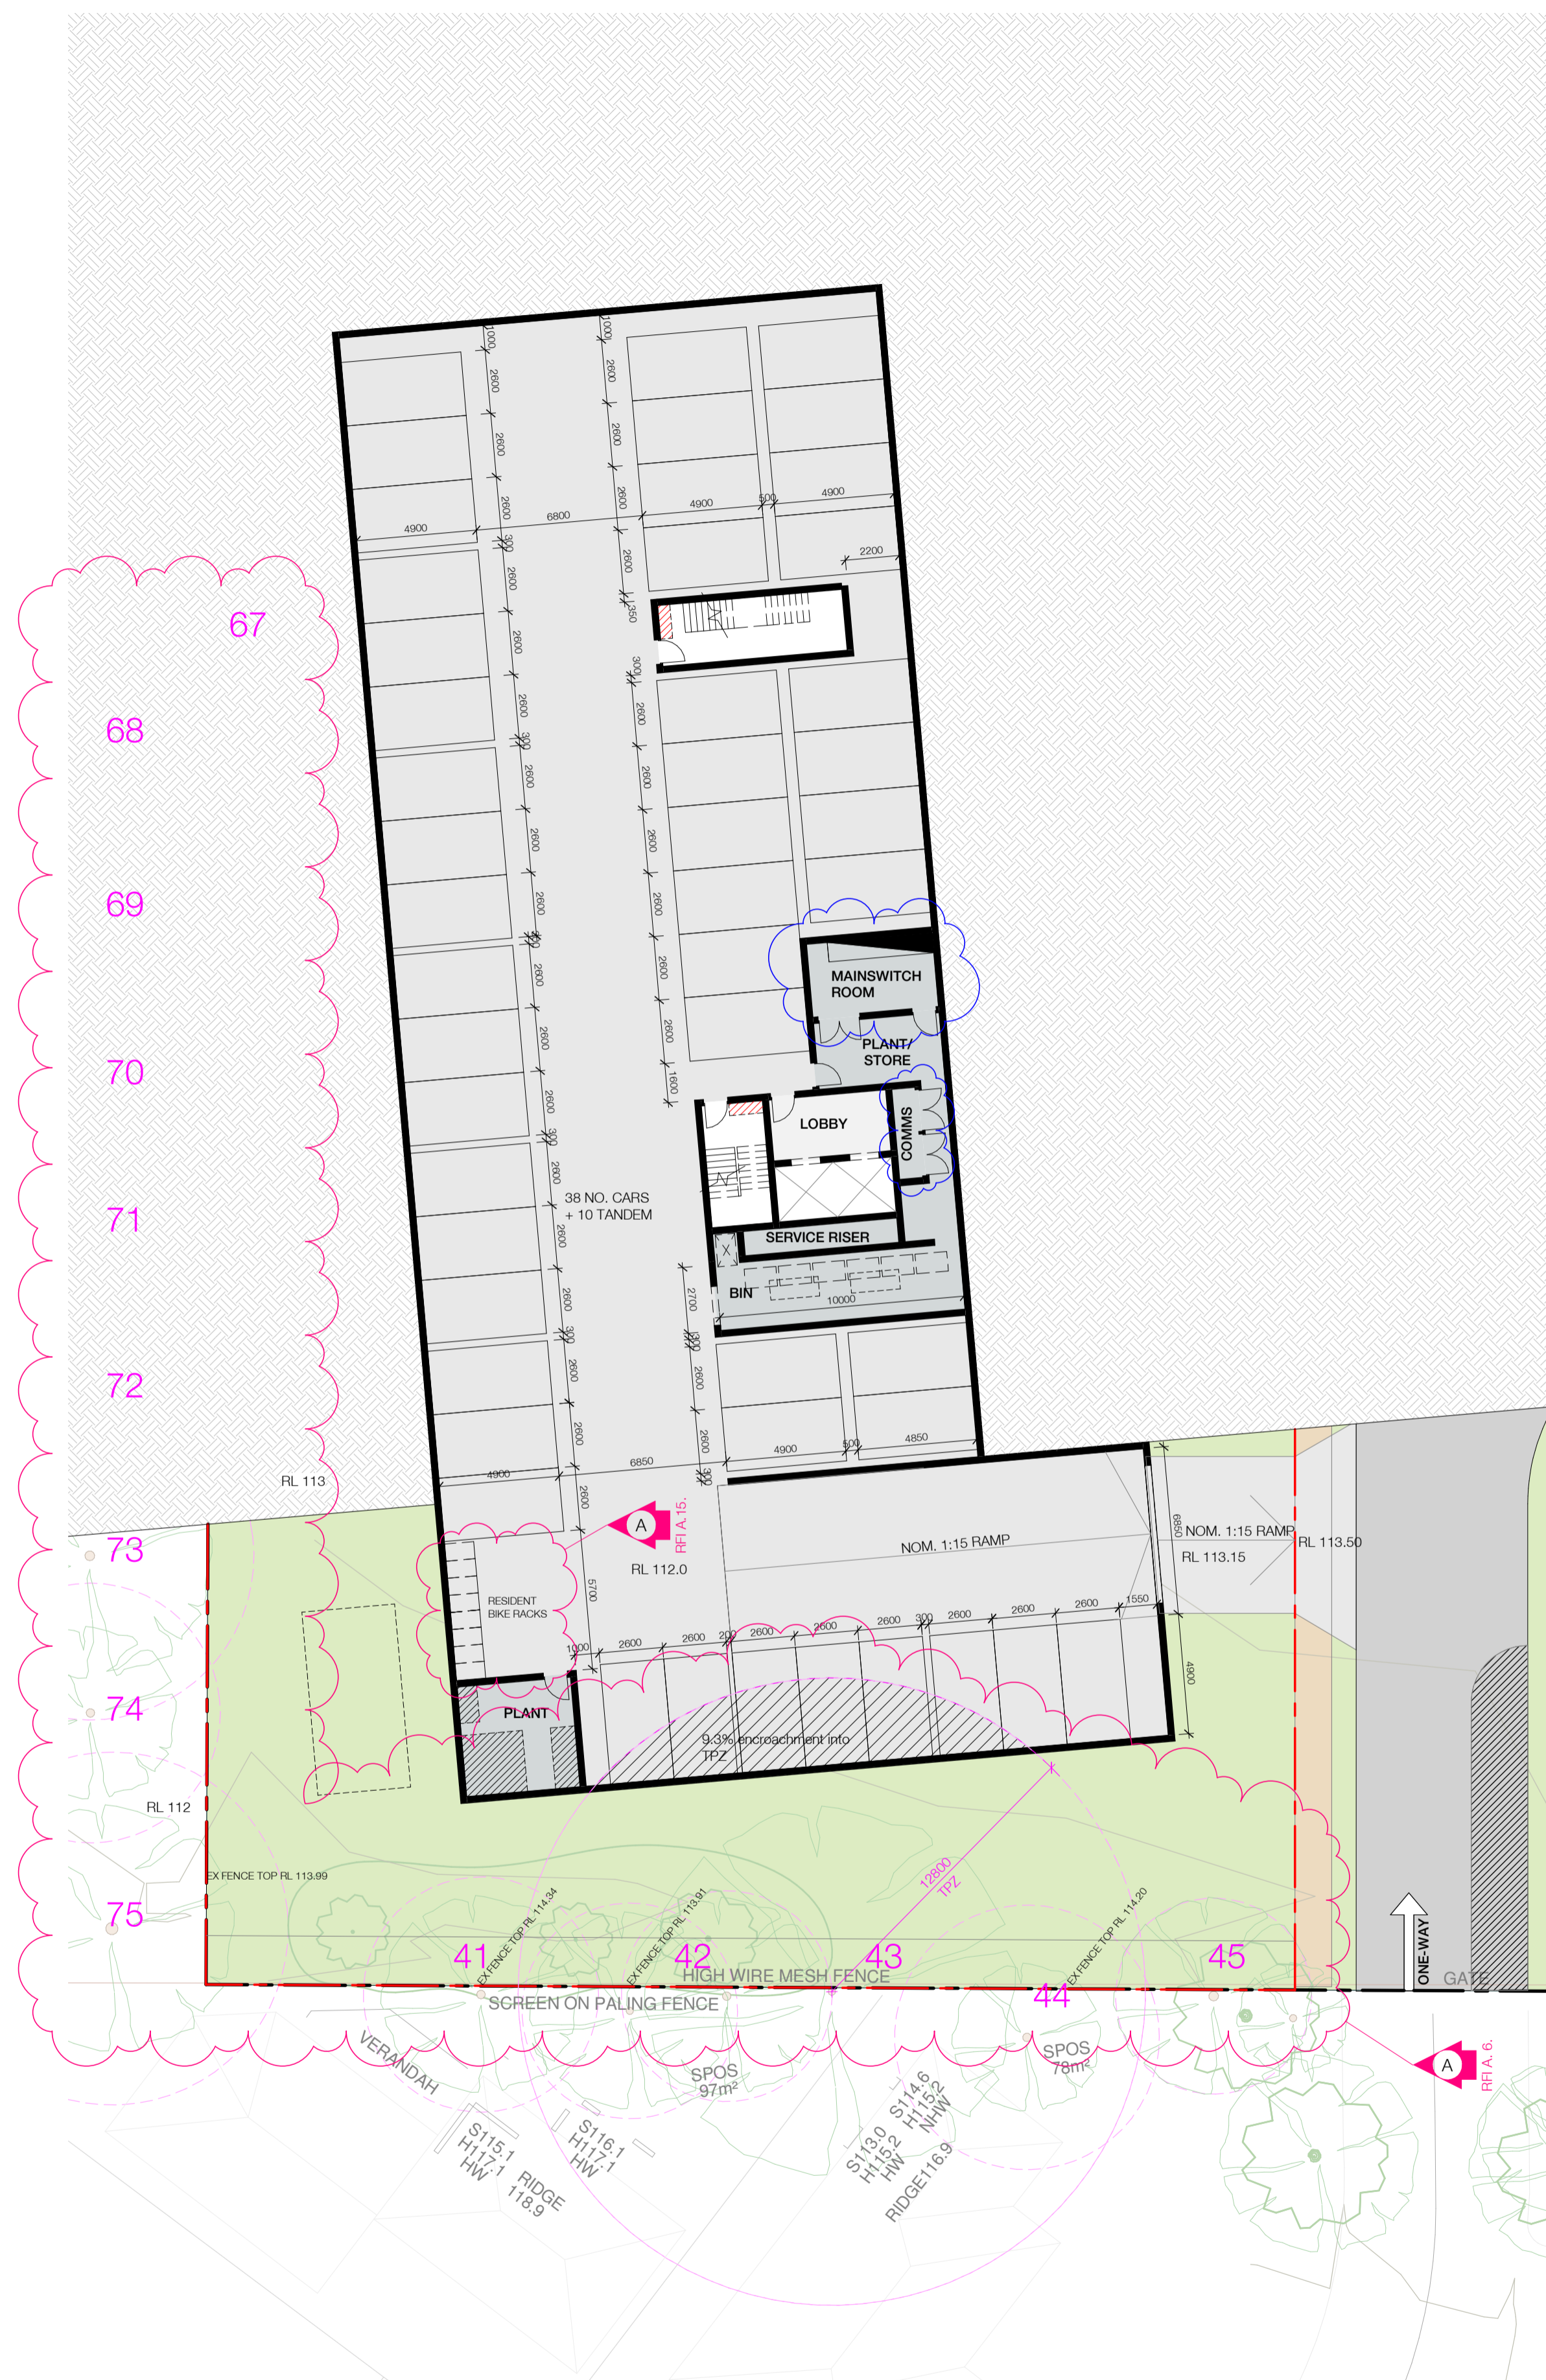 1000
1000
2600
2600
2600
2600
2600
2600
4900
6800
4900
500
4900
300
2200
2600
2600
350
67
2600
300
2600
2600
68
300
2600
2600
2600
2600
2600
2600
69
300
2600
2600
MAINSWITCH
ROOM
2600
2600
PLANT/
STORE
70
2600
1600
2600
LOBBY
COMMS
300
2600
38 NO. CARS
+ 10 TANDEM
71
2600
SERVICE RISER
2600
2700
BIN
10000
300
300
2600
2600
72
2600
2600
4900
500
4850
6850
4900
300
RL 113
2600
A
RFI A.15.
73
NOM. 1:15 RAMP
6850
NOM. 1:15 RAMP
RL 113.50
RL 113.15
RL 112.0
5700
RESIDENT
BIKE RACKS
1000
2600
2600
200
2600
2600
2600
300
2600
2600
2600
1550
4900
74
PLANT
9.3% encroachment into
TPZ
RL 112
EX FENCE TOP RL 113.99
12800
TPZ
75
EX FENCE TOP RL 114.34
EX FENCE TOP RL 113.91
EX FENCE TOP RL 114.20
41
42
43
44
45
HIGH WIRE MESH FENCE
SCREEN ON PALING FENCE
ONE-WAY
GATE
VERANDAH
SPOS
97m²
SPOS
78m²
A
RFI A. 6.
S115.1
H117.1
HW
RIDGE
118.9
S116.1
H117.1
HW
S113.0
H115.2
HW
S114.6
H115.2
NHW
RIDGE116.9